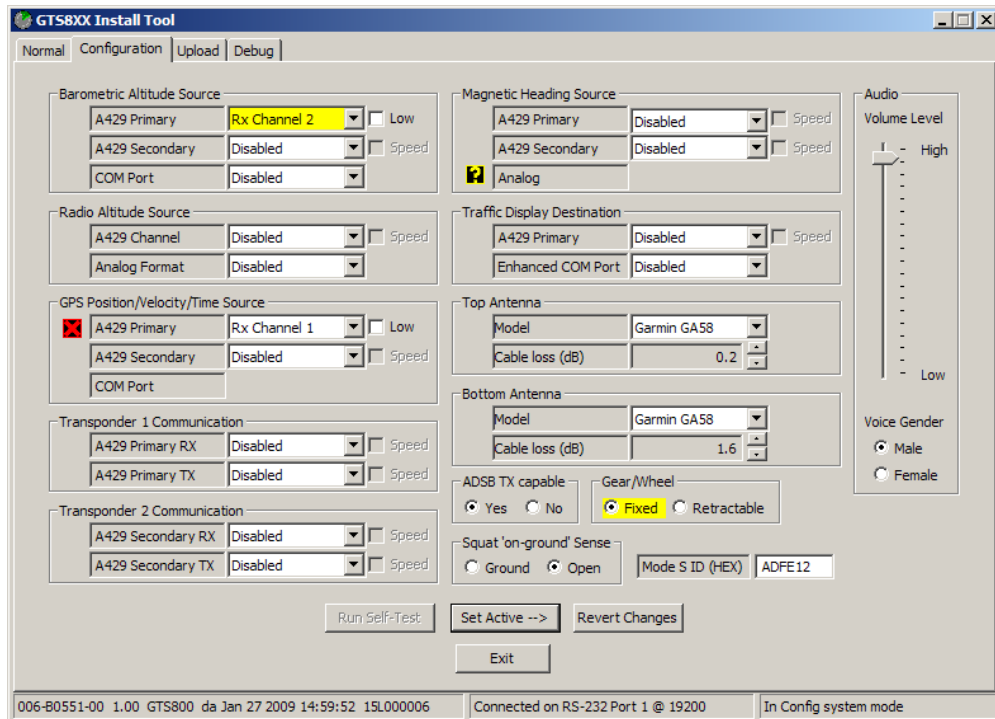 GTS8XX Install Tool
Normal Configuration Upload Debug
Barometric Altitude Source
A429 Primary Rx Channel 2 Low
A429 Secondary Disabled Speed
COM Port Disabled
Radio Altitude Source
A429 Channel Disabled Speed
Analog Format Disabled
GPS Position/Velocity/Time Source
A429 Primary Rx Channel 1 Low
A429 Secondary Disabled Speed
COM Port
Transponder 1 Communication
A429 Primary RX Disabled Speed
A429 Primary TX Disabled Speed
Transponder 2 Communication
A429 Secondary RX Disabled Speed
A429 Secondary TX Disabled Speed
Magnetic Heading Source
A429 Primary Disabled Speed
A429 Secondary Disabled Speed
? Analog
Traffic Display Destination
A429 Primary Disabled Speed
Enhanced COM Port Disabled
Top Antenna
Model Garmin GA58
Cable loss (dB) 0.2
Bottom Antenna
Model Garmin GA58
Cable loss (dB) 1.6
ADSB TX capable
Yes No
Gear/Wheel
Fixed Retractable
Squat 'on-ground' Sense
Ground Open
Mode S ID (HEX) ADFE12
Audio
Volume Level
High
Low
Voice Gender
Male
Female
Run Self-Test Set Active --> Revert Changes
Exit
006-B0551-00 1.00 GTS800 da Jan 27 2009 14:59:52 15L000006 Connected on RS-232 Port 1 @ 19200 In Config system mode